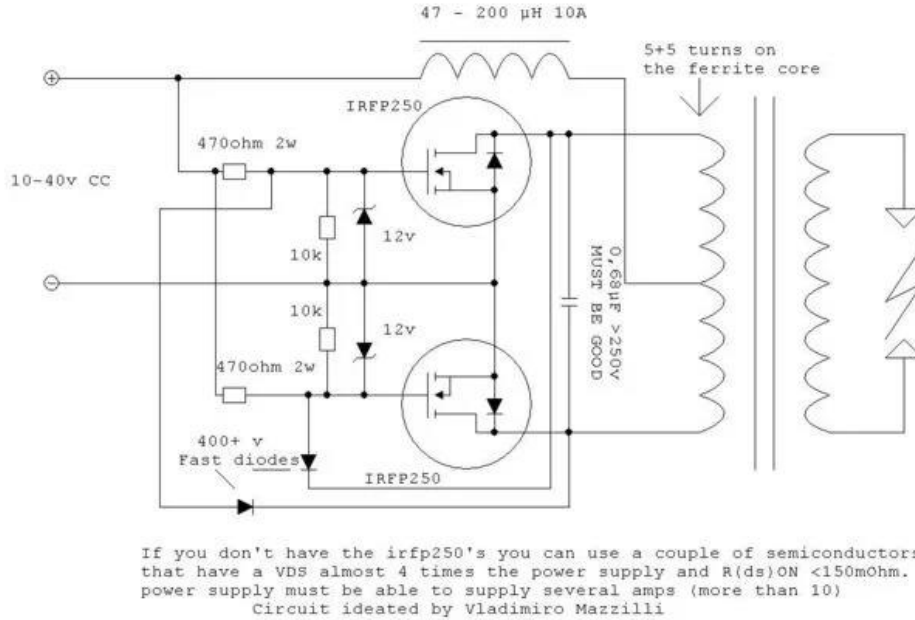 47 - 200 µH 10A
5+5 turns on
the ferrite core
IRFP250
470ohm 2w
10-40v CC
12v
10k
0,68µF >250v
MUST BE GOOD
10k
12v
470ohm 2w
400+ v
Fast diodes
IRFP250
If you don't have the irfp250's you can use a couple of semiconductors
that have a VDS almost 4 times the power supply and R(ds)ON <150mOhm.
power supply must be able to supply several amps (more than 10)
Circuit ideated by Vladimiro Mazzilli